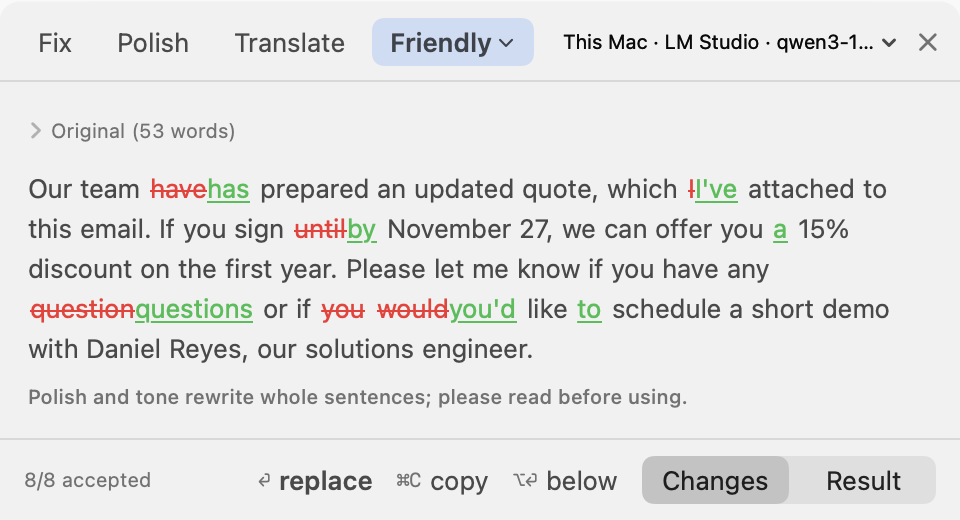 Fix Polish Translate Friendly This Mac · LM Studio · qwen3-1...
Original (53 words)
Our team havehas prepared an updated quote, which II've attached to
this email. If you sign untilby November 27, we can offer you a 15%
discount on the first year. Please let me know if you have any
questionquestions or if you wouldyou'd like to schedule a short demo
with Daniel Reyes, our solutions engineer.
Polish and tone rewrite whole sentences; please read before using.
8/8 accepted ⏎ replace ⌘C copy ⌥⏎ below Changes Result